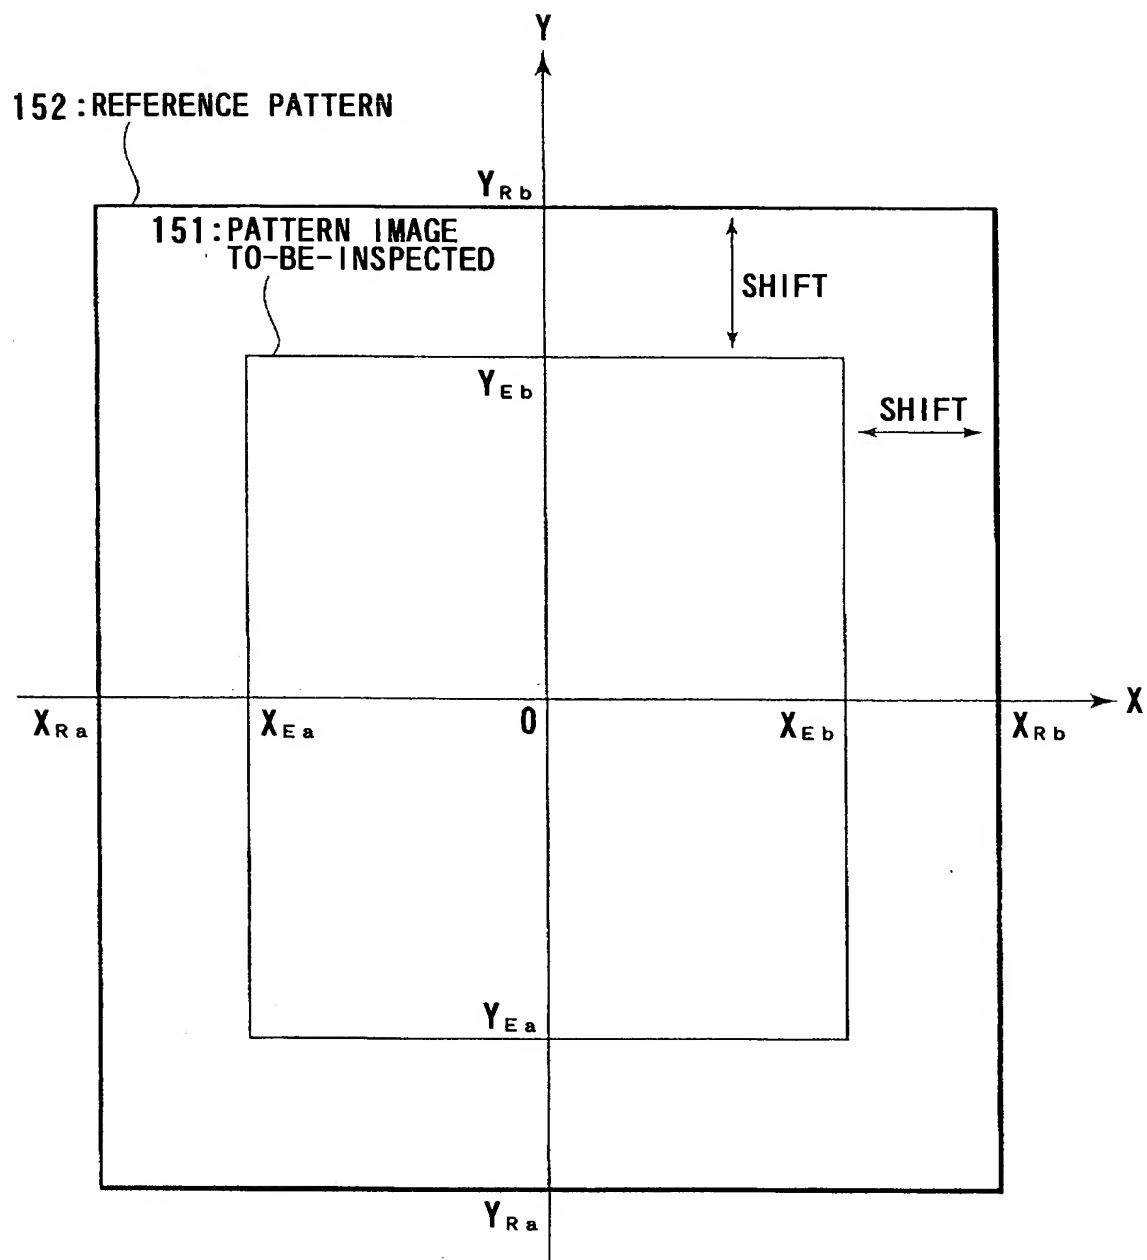 Y
152:REFERENCE PATTERN
YRb
151:PATTERN IMAGE
TO-BE-INSPECTED
SHIFT
YEb
SHIFT
XRa
XEa
0
XEb
XRb
X
YEa
YRa